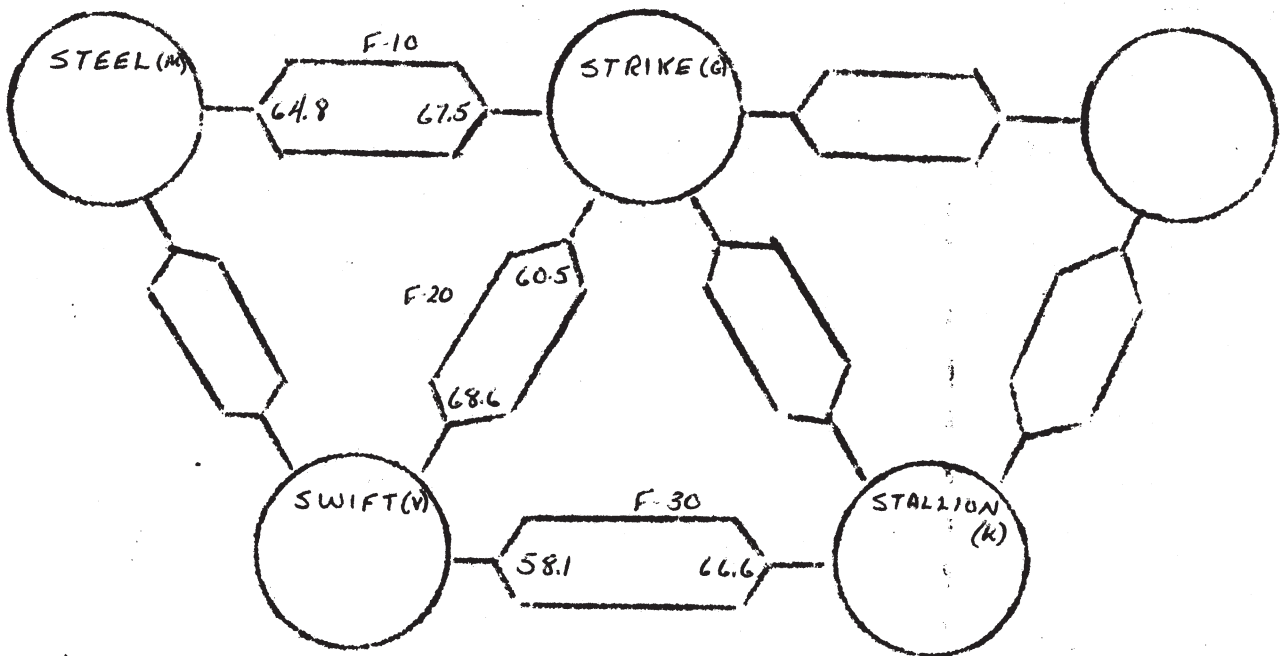 F-10
STEEL(M)
STRIKE(G)
64.8
67.5
F-20
60.5
68.6
SWIFT(V)
F-30
STALLION
(K)
58.1
66.6